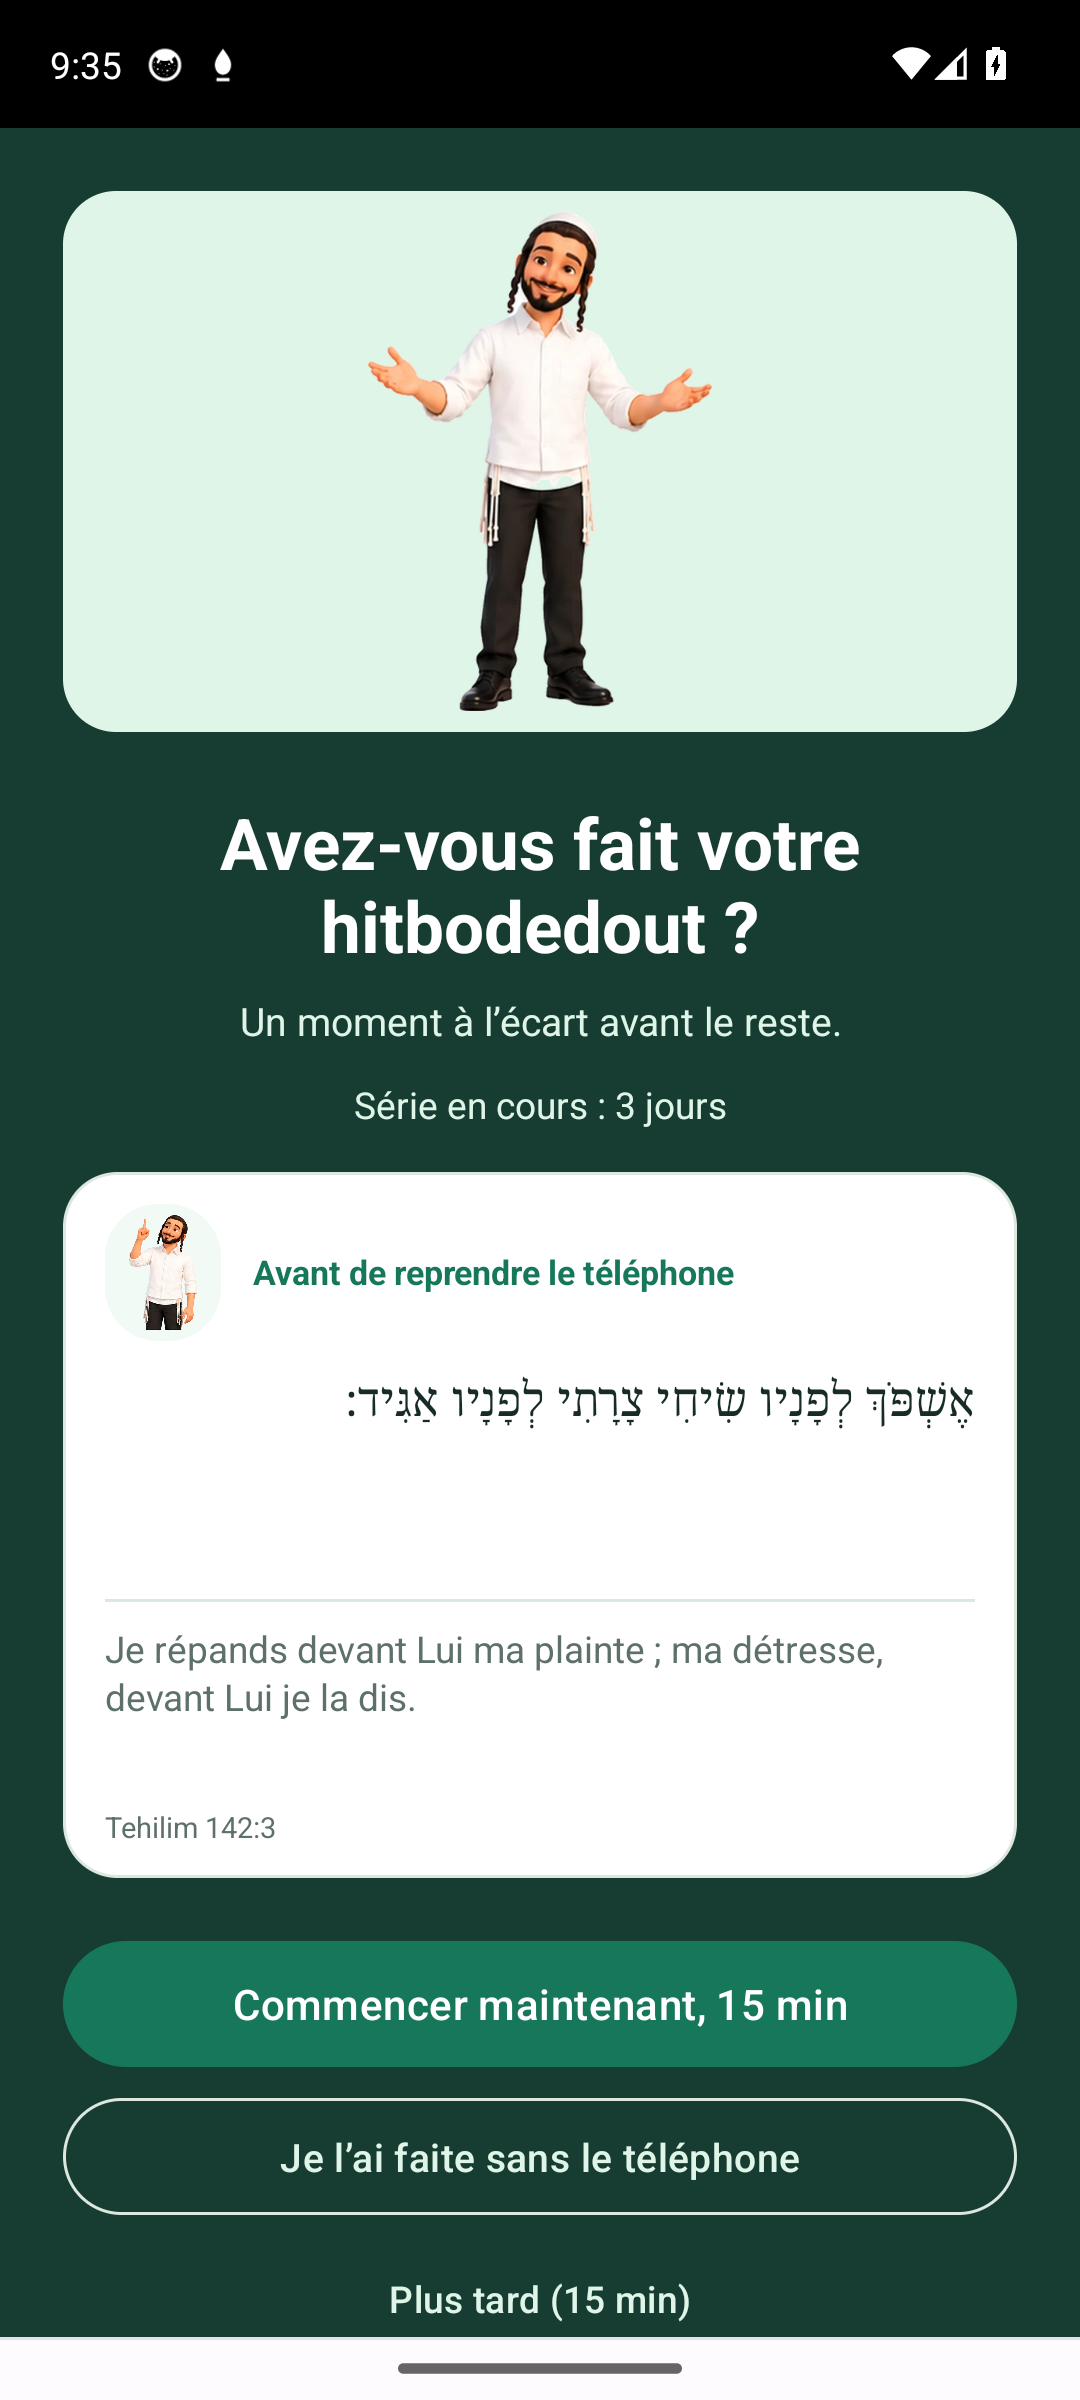 9:35
Avez-vous fait votre
hitbodedout ?
Un moment à l’écart avant le reste.
Série en cours : 3 jours
Avant de reprendre le téléphone
אֶשְׁפֹּךְ לְפָנָיו שִׂיחִי צָרָתִי לְפָנָיו אַגִּיד:
Je répands devant Lui ma plainte ; ma détresse,
devant Lui je la dis.
Tehilim 142:3
Commencer maintenant, 15 min
Je l’ai faite sans le téléphone
Plus tard (15 min)